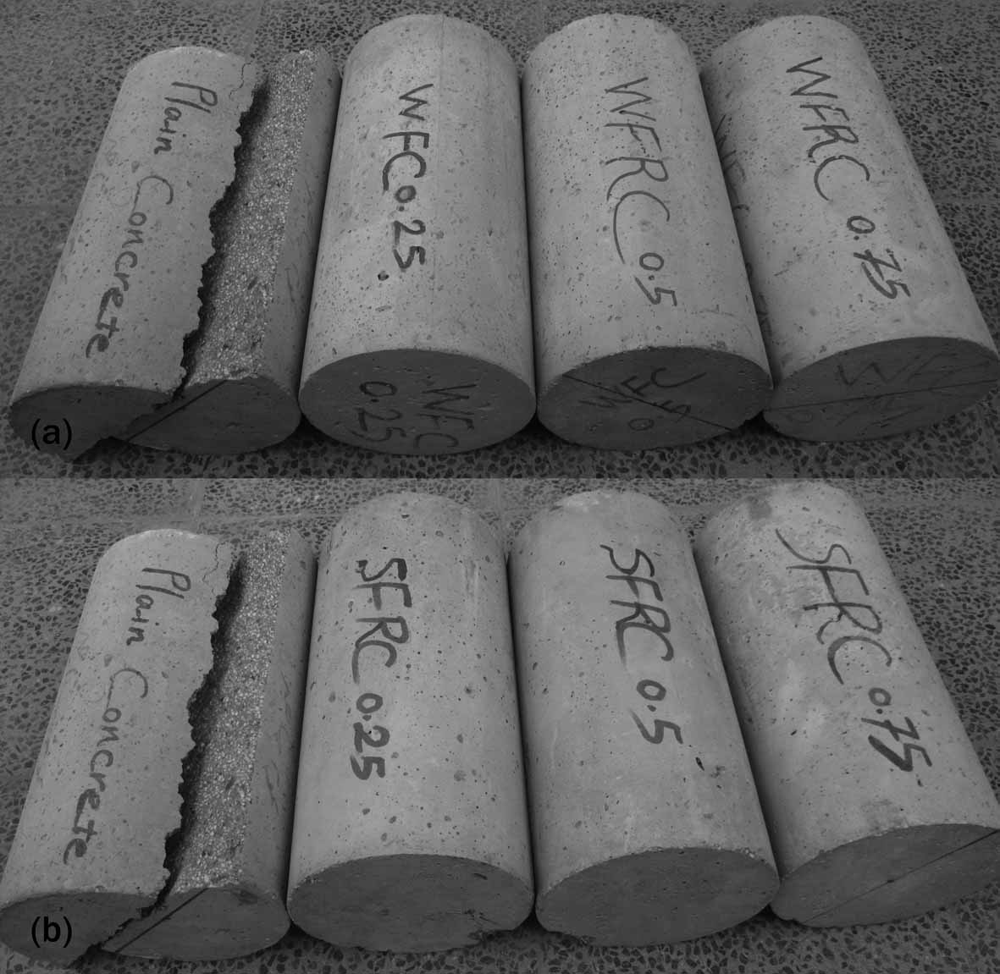 Plain Concrete
WFC 0.25
WFRC 0.5
WFRC 0.75
WFC
0.25
(a)
Plain Concrete
SFRC 0.25
SFRC 0.5
SFRC 0.75
(b)